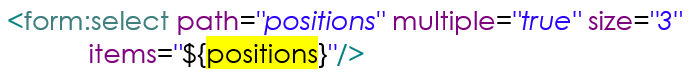 <form:select path="positions" multiple="true" size="3"
items="${positions}"/>